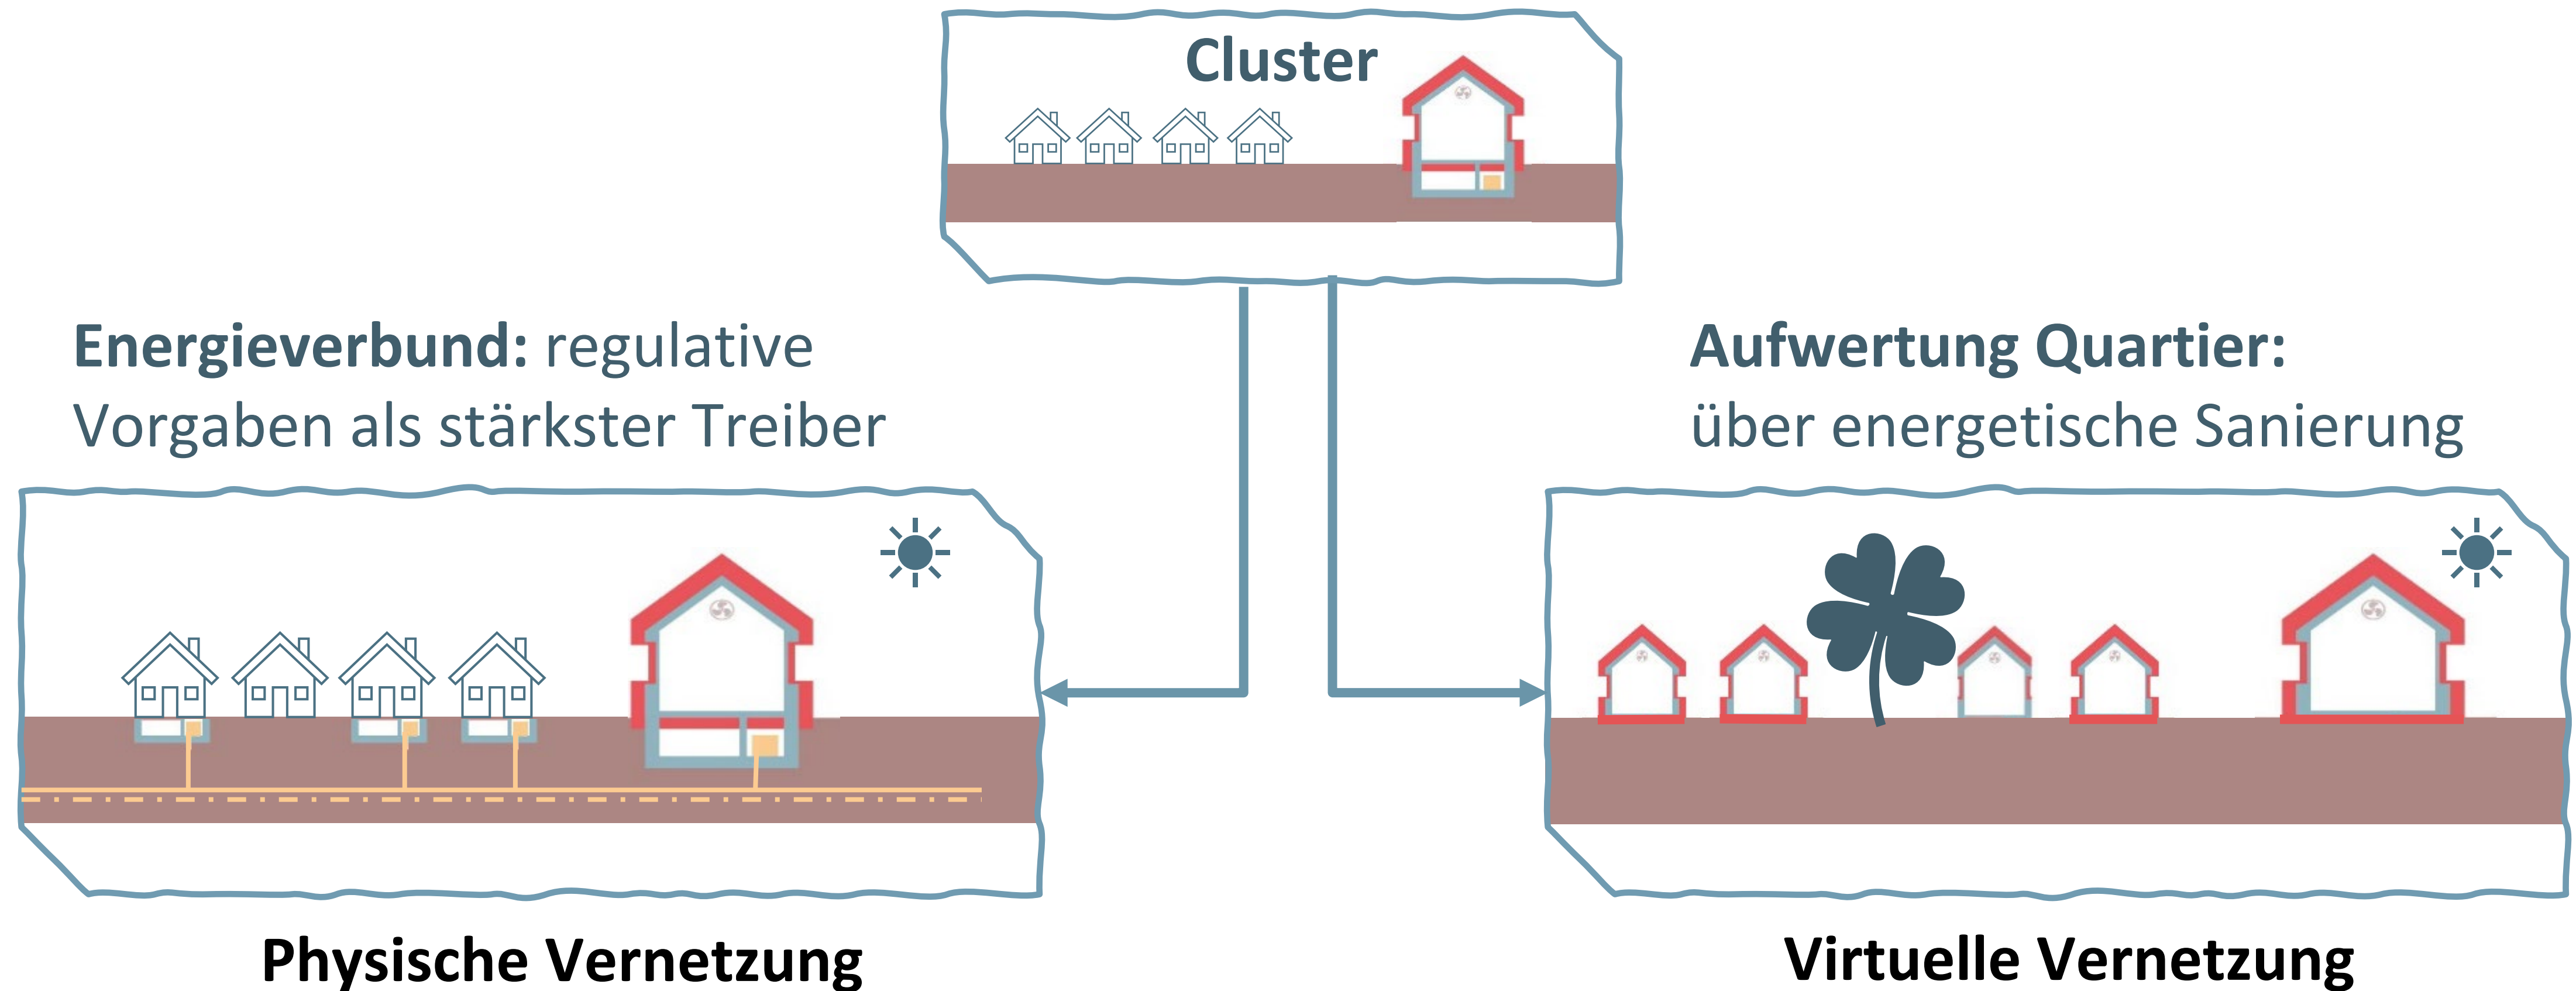 Cluster
Energieverbund: regulative
Vorgaben als stärkster Treiber
Aufwertung Quartier:
über energetische Sanierung
Physische Vernetzung
Virtuelle Vernetzung